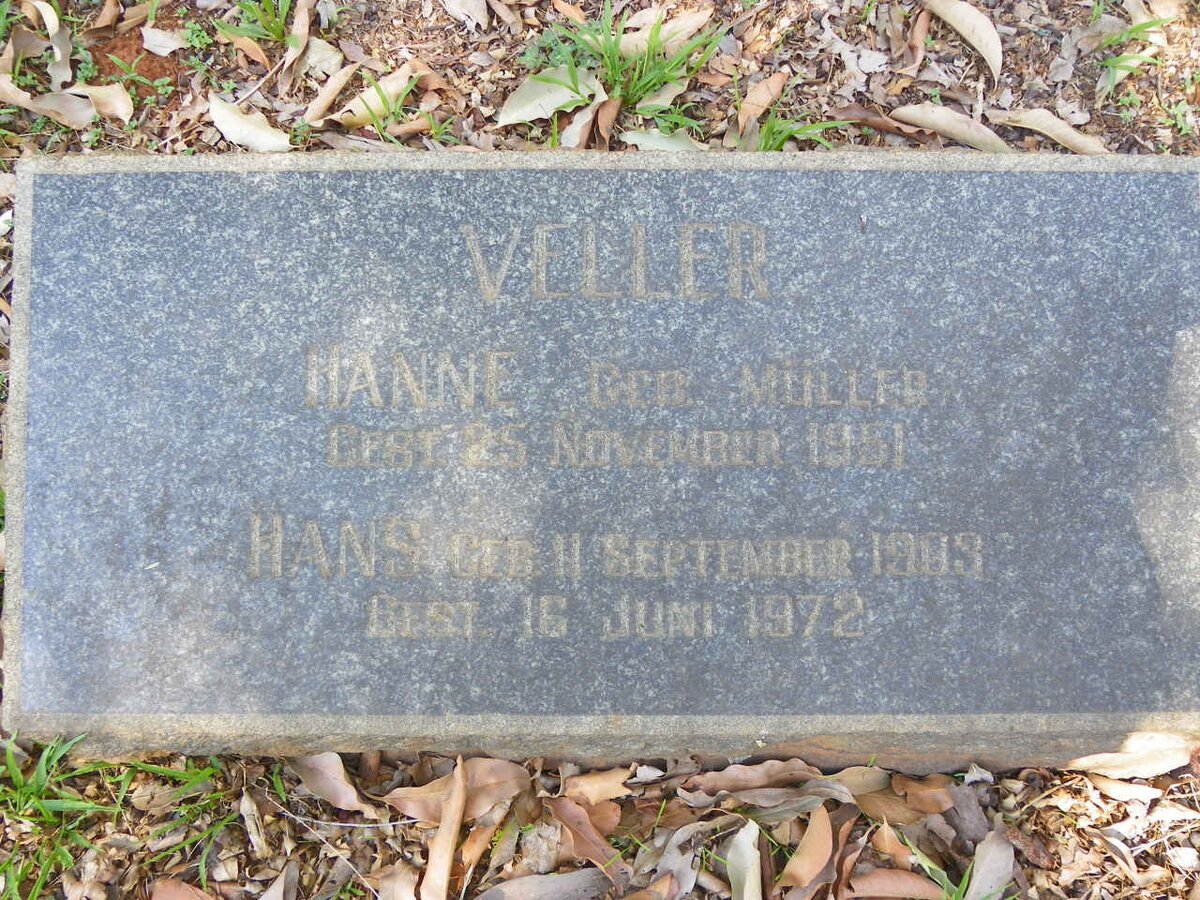 VELLER
HANNE GEB. MÜLLER
GEST. 25 NOVEMBER 1951
HANS GEB 11 SEPTEMBER 1903
GEST. 16 JUNI 1972